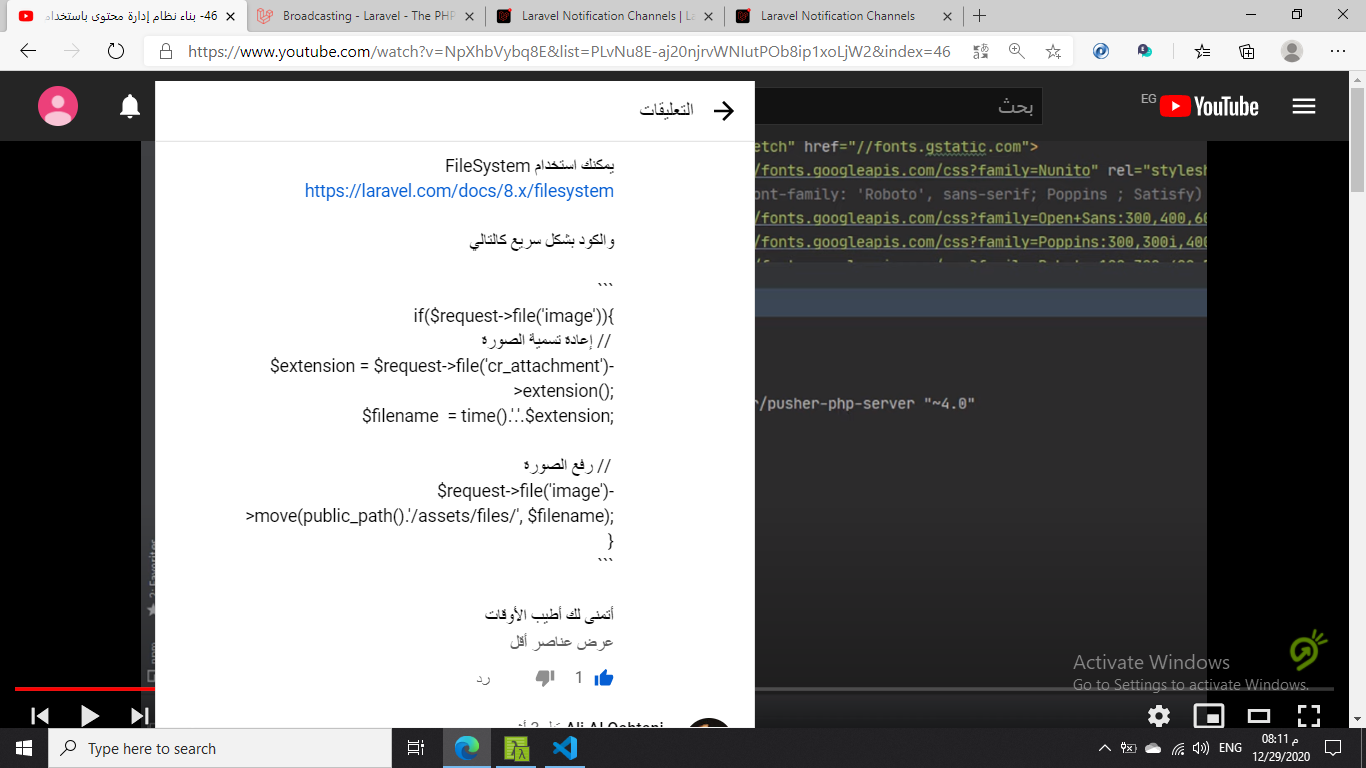 46- بناء نظام إدارة محتوى باستخدام
Broadcasting - Laravel - The PHP
Laravel Notification Channels | La
Laravel Notification Channels
https://www.youtube.com/watch?v=NpXhbVybq8E&list=PLvNu8E-aj20njrvWNIutPOb8ip1xoLjW2&index=46
التعليقات
بحث
EG
YouTube
يمكنك استخدام FileSystem
https://laravel.com/docs/8.x/filesystem
والكود بشكل سريع كالتالي
```
if($request->file('image')){
// إعادة تسمية الصورة
$extension = $request->file('cr_attachment')-
>extension();
$filename  = time().'.'.$extension;
// رفع الصورة
$request->file('image')-
>move(public_path().'/assets/files/', $filename);
}
```
أتمنى لك أطيب الأوقات
عرض عناصر أقل
1
رد
etch" href="//fonts.gstatic.com">
/fonts.googleapis.com/css?family=Nunito" rel="stylesh
ont-family: 'Roboto', sans-serif; Poppins ; Satisfy)
/fonts.googleapis.com/css?family=Open+Sans:300,400,60
/fonts.googleapis.com/css?family=Poppins:300,300i,400
r/pusher-php-server "~4.0"
2: Favorites
npm
Activate Windows
Go to Settings to activate Windows.
Type here to search
ENG
08:11 م
12/29/2020